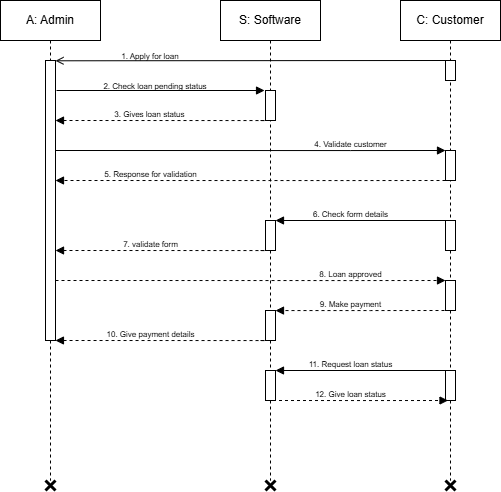 A: Admin
S: Software
C: Customer
1. Apply for loan
2. Check loan pending status
3. Gives loan status
4. Validate customer
5. Response for validation
6. Check form details
7. validate form
8. Loan approved
9. Make payment
10. Give payment details
11. Request loan status
12. Give loan status